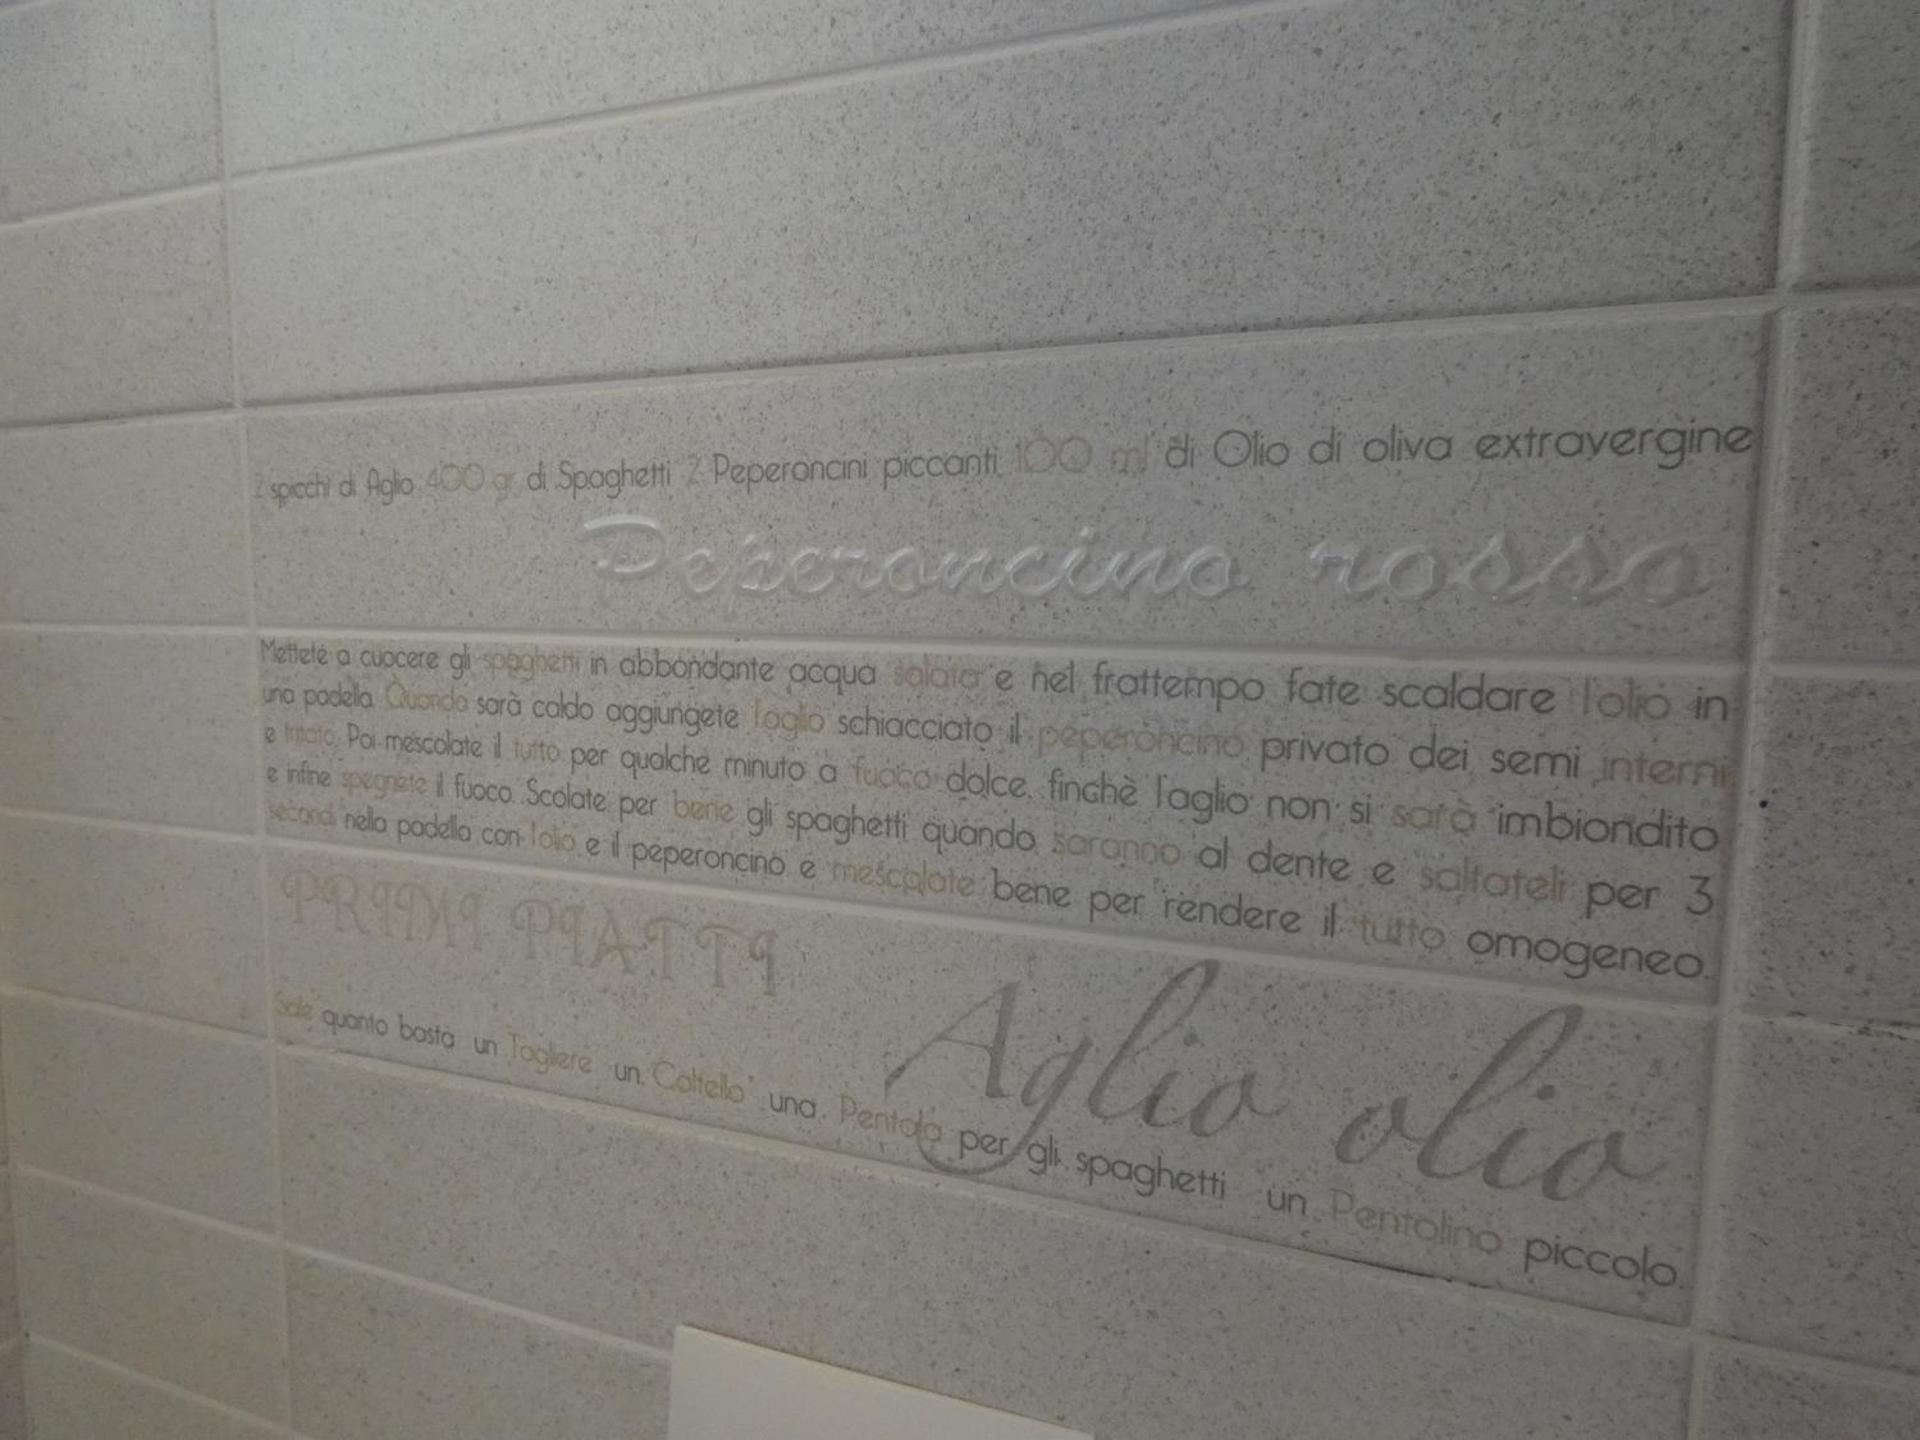 2 spicchi di Aglio 400 gr di Spaghetti 2 Peperoncini piccanti 100 ml di Olio di oliva extravergine
Peperoncino rosso
Mettete a cuocere gli spaghetti in abbondante acqua salata e nel frattempo fate scaldare l'olio in
una padella. Quando sarà caldo aggiungete l'aglio schiacciato il peperoncino privato dei semi interni
e tritato. Poi mescolate il tutto per qualche minuto a fuoco dolce, finchè l'aglio non si sarà imbiondito
e infine spegnete il fuoco. Scolate per bene gli spaghetti quando saranno al dente e saltateli per 3
secondi nella padella con l'olio e il peperoncino e mescolate bene per rendere il tutto omogeneo.
PRIMI PIATTI
Aglio olio
Sale quanto basta un Tagliere un Coltello una Pentola per gli spaghetti un Pentolino piccolo